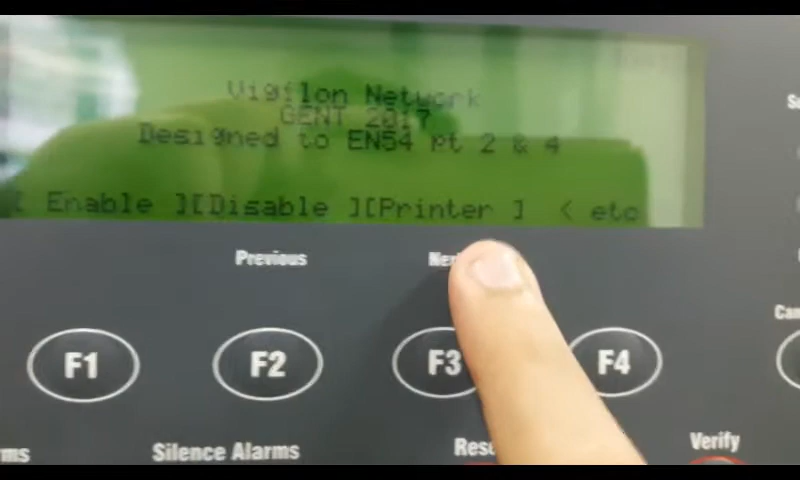 Vigilon Network
GENT 2017
Designed to EN54 pt 2 & 4
[ Enable ][Disable ][Printer ] < etc
Previous
F1 F2 F3 F4
Silence Alarms
Verify